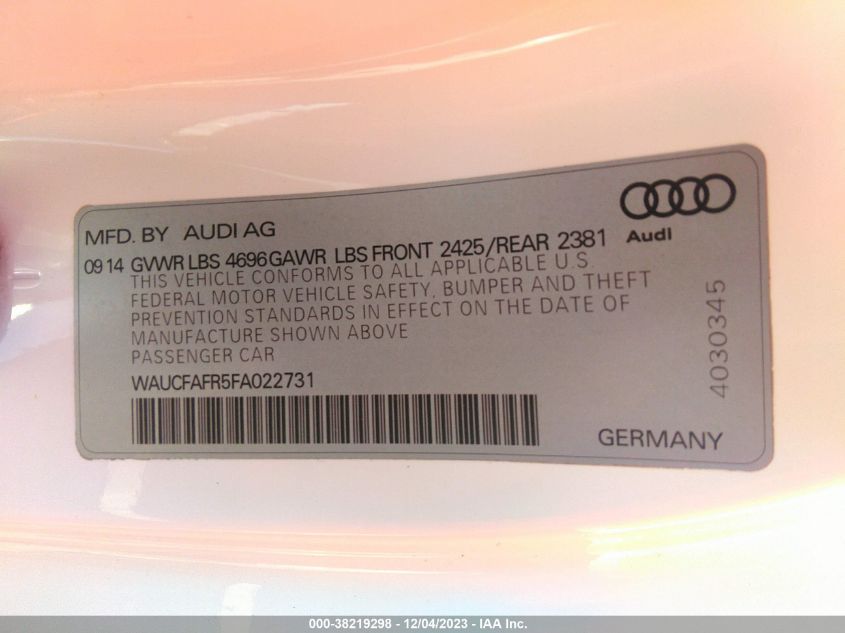 MFD. BY AUDI AG
Audi
0914 GVWR LBS 4696 GAWR LBS FRONT 2425/REAR 2381
THIS VEHICLE CONFORMS TO ALL APPLICABLE U.S.
FEDERAL MOTOR VEHICLE SAFETY, BUMPER AND THEFT
PREVENTION STANDARDS IN EFFECT ON THE DATE OF
MANUFACTURE SHOWN ABOVE
PASSENGER CAR
WAUCFAFR5FA022731
4030345
GERMANY
000-38219298 - 12/04/2023 - IAA Inc.